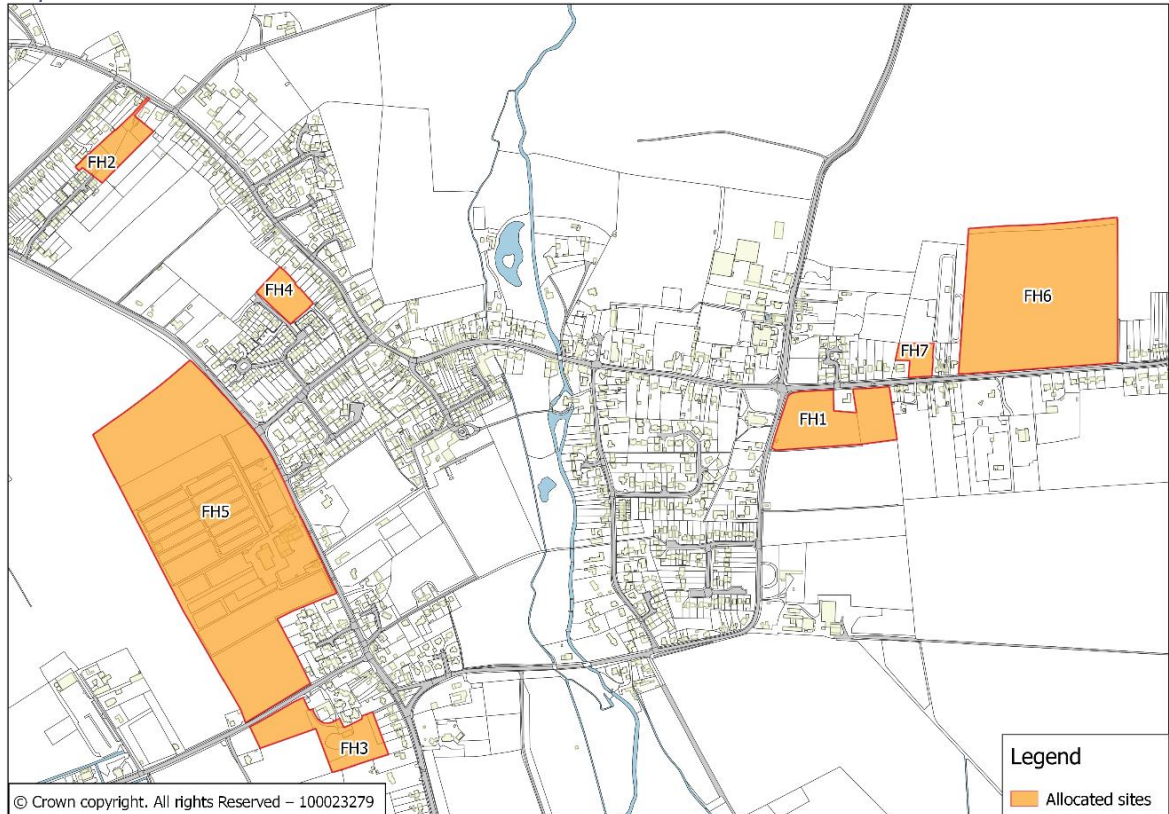 FH2
FH4
FH6
FH7
FH1
FH5
FH3
Legend
Allocated sites
© Crown copyright. All rights Reserved – 100023279